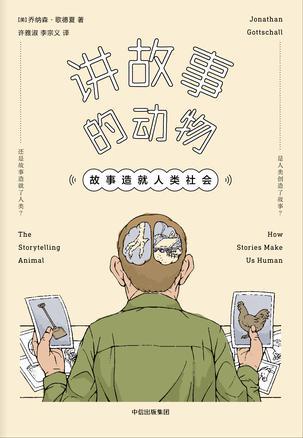 [美]乔纳森·歌德夏 著
许雅淑 李宗义 译
Jonathan
Gottschall
讲故事
的动物
故事造就人类社会
还是故事造就了人类？
是人类创造了故事？
The
Storytelling
Animal
How
Stories Make
Us Human
中信出版集团